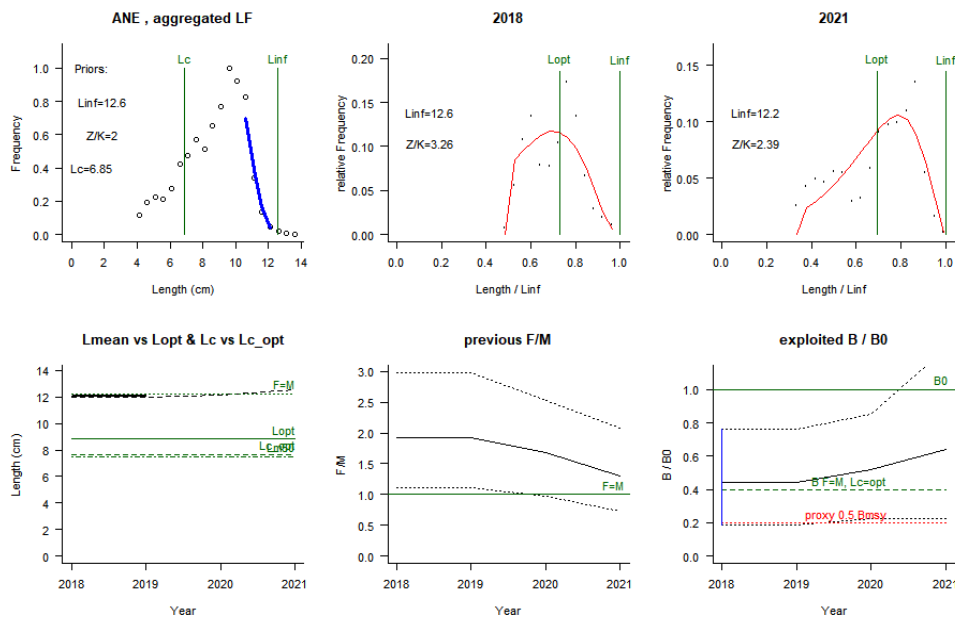 ANE , aggregated LF
Frequency
0.0
0.2
0.4
0.6
0.8
1.0
Priors:
Linf=12.6
Z/K=2
Lc=6.85
Lc
Linf
0 2 4 6 8 10 12 14
Length (cm)
2018
relative Frequency
0.00
0.05
0.10
0.15
0.20
Linf=12.6
Z/K=3.26
Lopt
Linf
0.0 0.2 0.4 0.6 0.8 1.0
Length / Linf
2021
relative Frequency
0.00
0.05
0.10
0.15
Linf=12.2
Z/K=2.39
Lopt
Linf
0.0 0.2 0.4 0.6 0.8 1.0
Length / Linf
Lmean vs Lopt & Lc vs Lc_opt
Length (cm)
0
2
4
6
8
10
12
14
F=M
Lopt
Lc_opt
2018 2019 2020 2021
Year
previous F/M
F/M
0.0
0.5
1.0
1.5
2.0
2.5
3.0
F=M
2018 2019 2020 2021
Year
exploited B / B0
B / B0
0.0
0.2
0.4
0.6
0.8
1.0
B0
B F=M, Lc=opt
proxy 0.5 Bmsy
2018 2019 2020 2021
Year